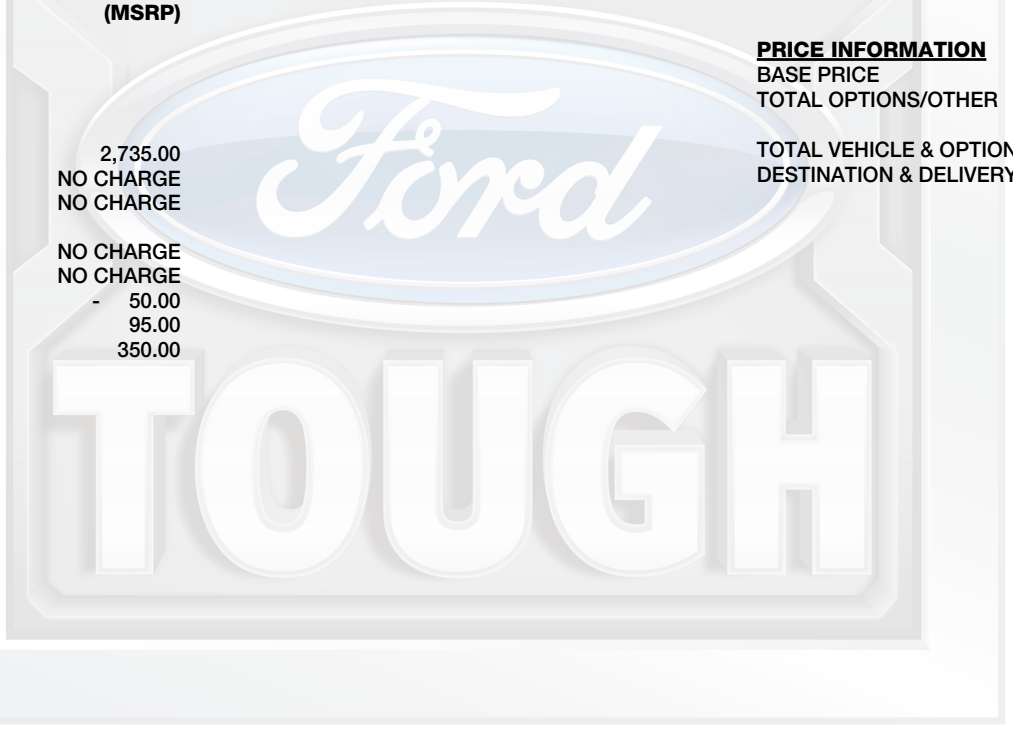 (MSRP)
2,735.00
NO CHARGE
NO CHARGE
NO CHARGE
NO CHARGE
- 50.00
95.00
350.00
PRICE INFORMATION
BASE PRICE
TOTAL OPTIONS/OTHER
TOTAL VEHICLE & OPTION
DESTINATION & DELIVERY
Ford
TOUGH